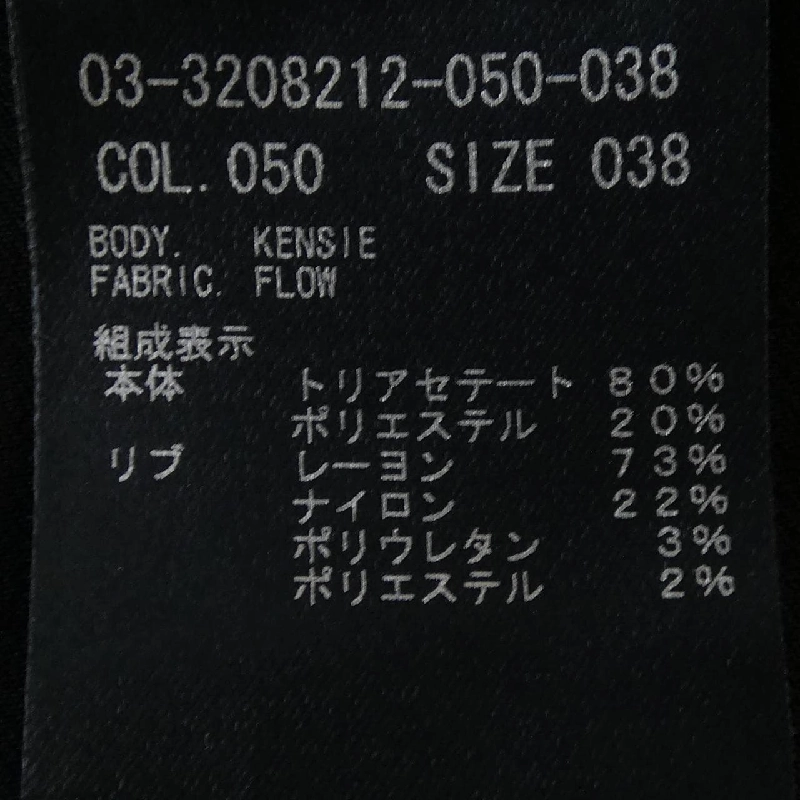 03-3208212-050-038
COL. 050 SIZE 038
BODY. KENSIE
FABRIC. FLOW
組成表示
本体 トリアセテート 80%
ポリエステル 20%
リブ レーヨン 73%
ナイロン 22%
ポリウレタン 3%
ポリエステル 2%